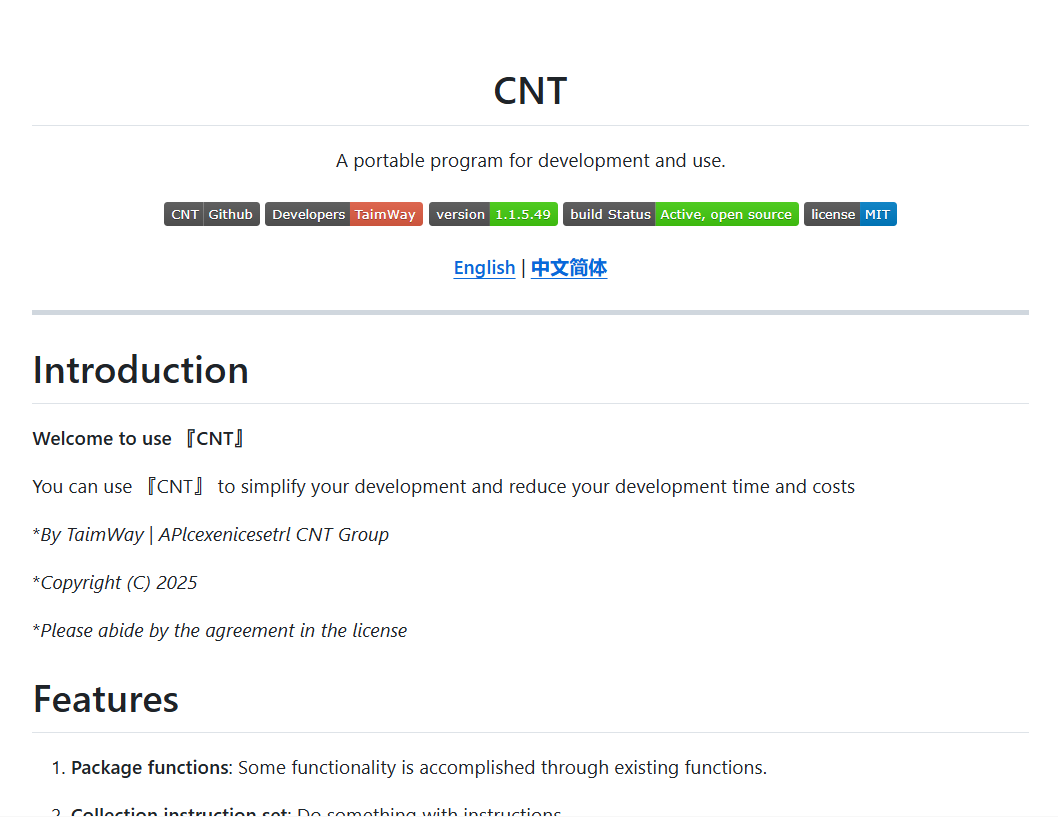 CNT
A portable program for development and use.
CNT Github Developers TaimWay version 1.1.5.49 build Status Active, open source license MIT
English | 中文简体
Introduction
Welcome to use 『CNT』
You can use 『CNT』 to simplify your development and reduce your development time and costs
*By TaimWay | APlcexenicesetrl CNT Group
*Copyright (C) 2025
*Please abide by the agreement in the license
Features
1. Package functions: Some functionality is accomplished through existing functions.
2. Collection instruction set: Do something with instructions.